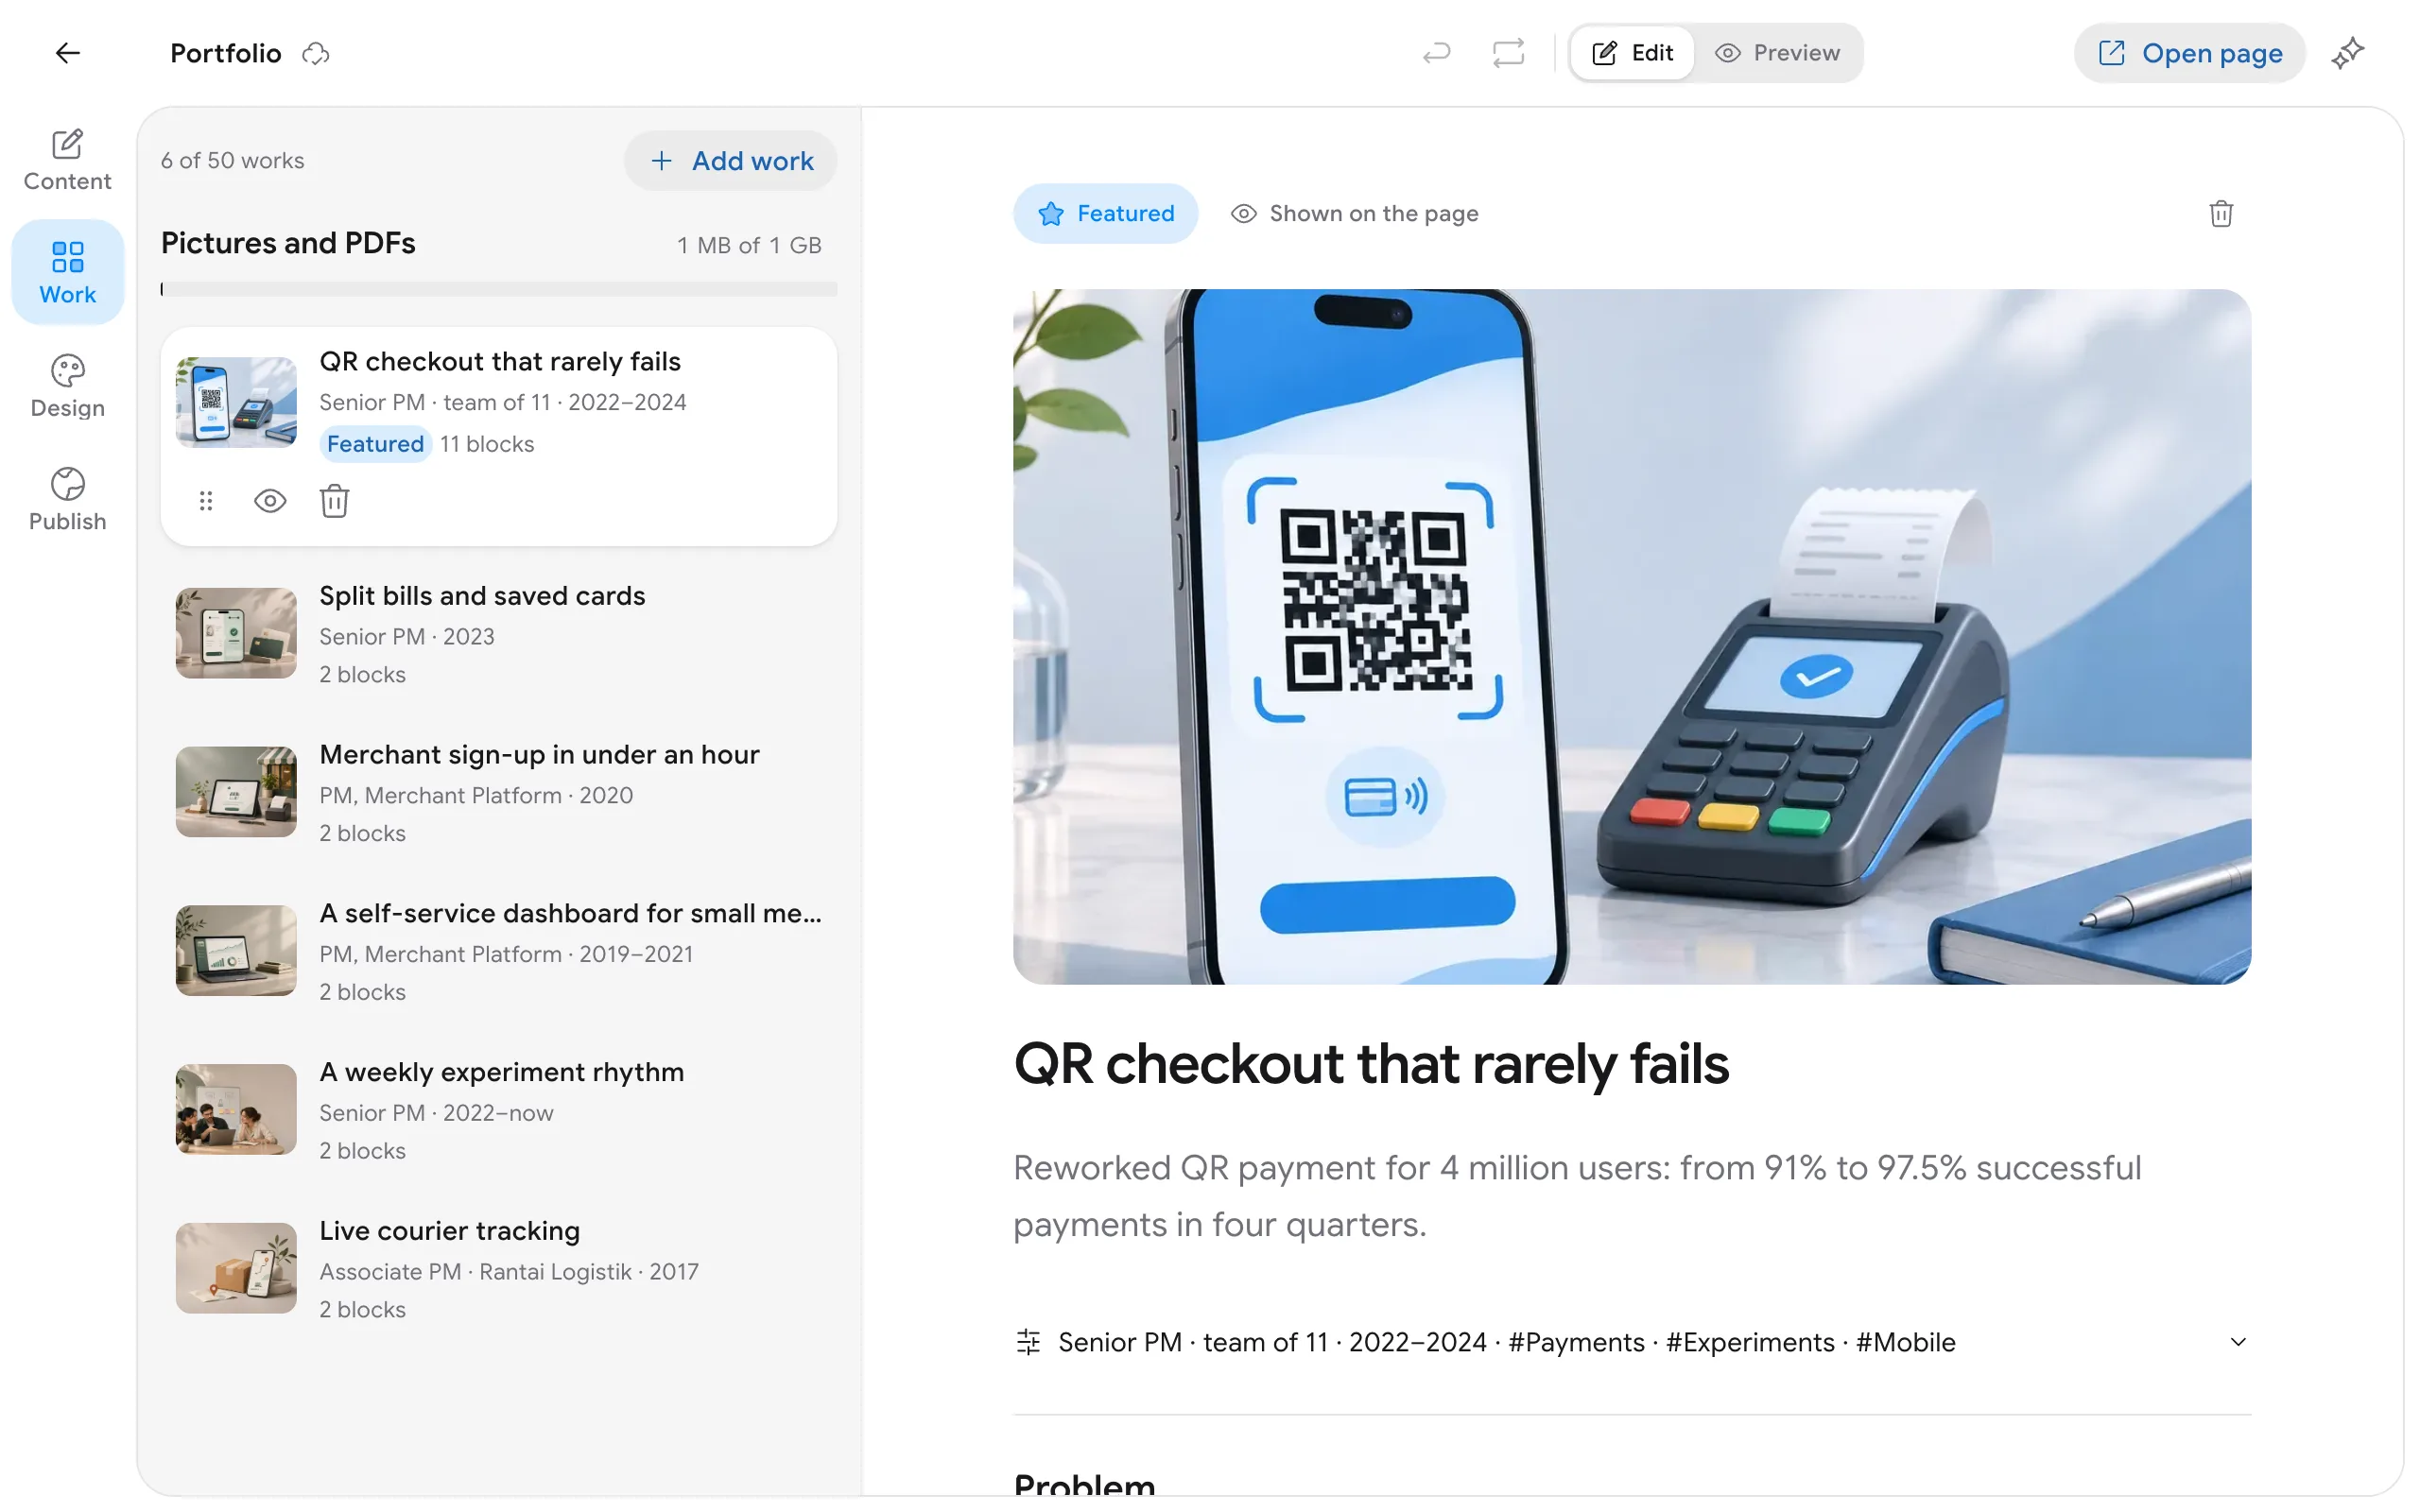 Portfolio
Edit
Preview
Open page
Content
Work
Design
Publish
6 of 50 works
Add work
Pictures and PDFs
1 MB of 1 GB
QR checkout that rarely fails
Senior PM · team of 11 · 2022–2024
Featured
11 blocks
Split bills and saved cards
Senior PM · 2023
2 blocks
Merchant sign-up in under an hour
PM, Merchant Platform · 2020
2 blocks
A self-service dashboard for small me...
PM, Merchant Platform · 2019–2021
2 blocks
A weekly experiment rhythm
Senior PM · 2022–now
2 blocks
Live courier tracking
Associate PM · Rantai Logistik · 2017
2 blocks
Featured
Shown on the page
QR checkout that rarely fails
Reworked QR payment for 4 million users: from 91% to 97.5% successful
payments in four quarters.
Senior PM · team of 11 · 2022–2024 · #Payments · #Experiments · #Mobile
Problem